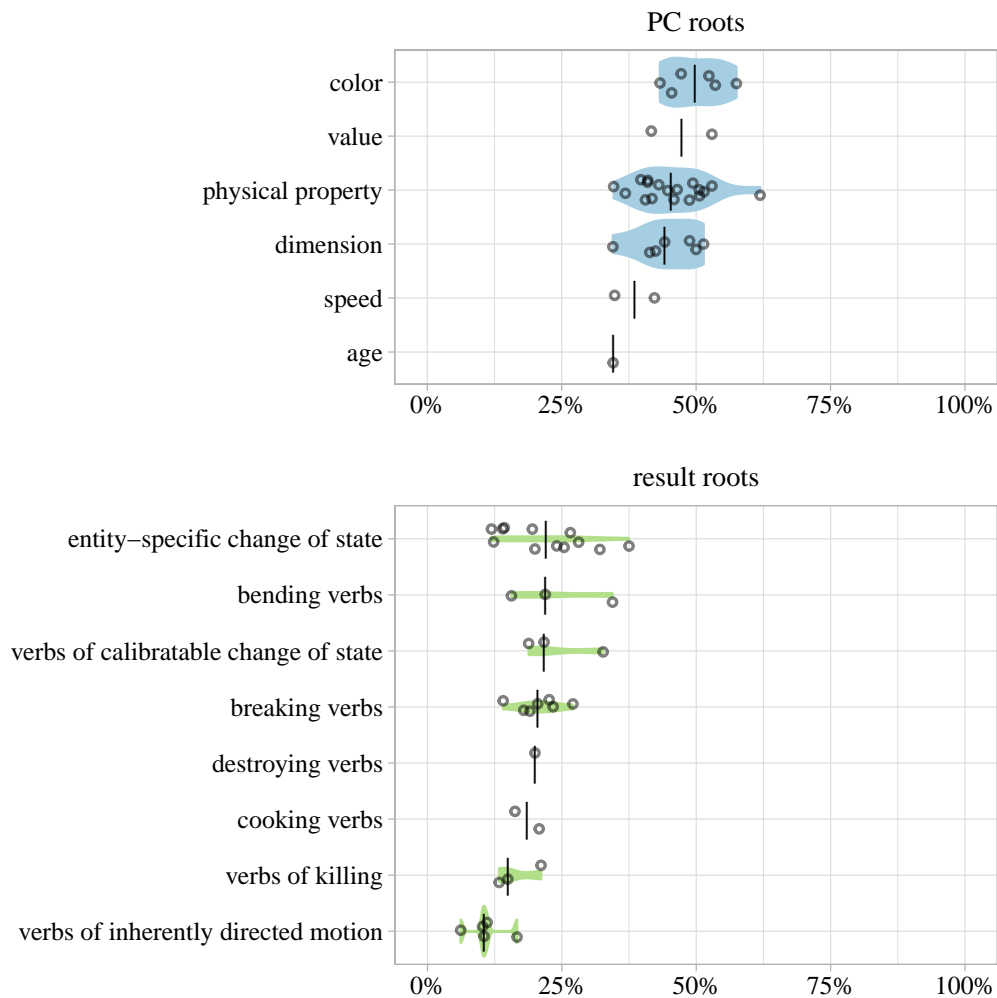 PC roots
color
value
physical property
dimension
speed
age
0% 25% 50% 75% 100%
result roots
entity−specific change of state
bending verbs
verbs of calibratable change of state
breaking verbs
destroying verbs
cooking verbs
verbs of killing
verbs of inherently directed motion
0% 25% 50% 75% 100%